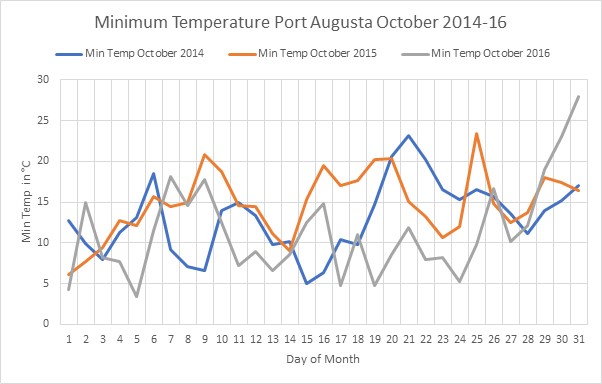 Minimum Temperature Port Augusta October 2014-16
Min Temp October 2014 Min Temp October 2015 Min Temp October 2016
30
25
20
15
10
5
0
Min Temp in °C
1 2 3 4 5 6 7 8 9 10 11 12 13 14 15 16 17 18 19 20 21 22 23 24 25 26 27 28 29 30 31
Day of Month